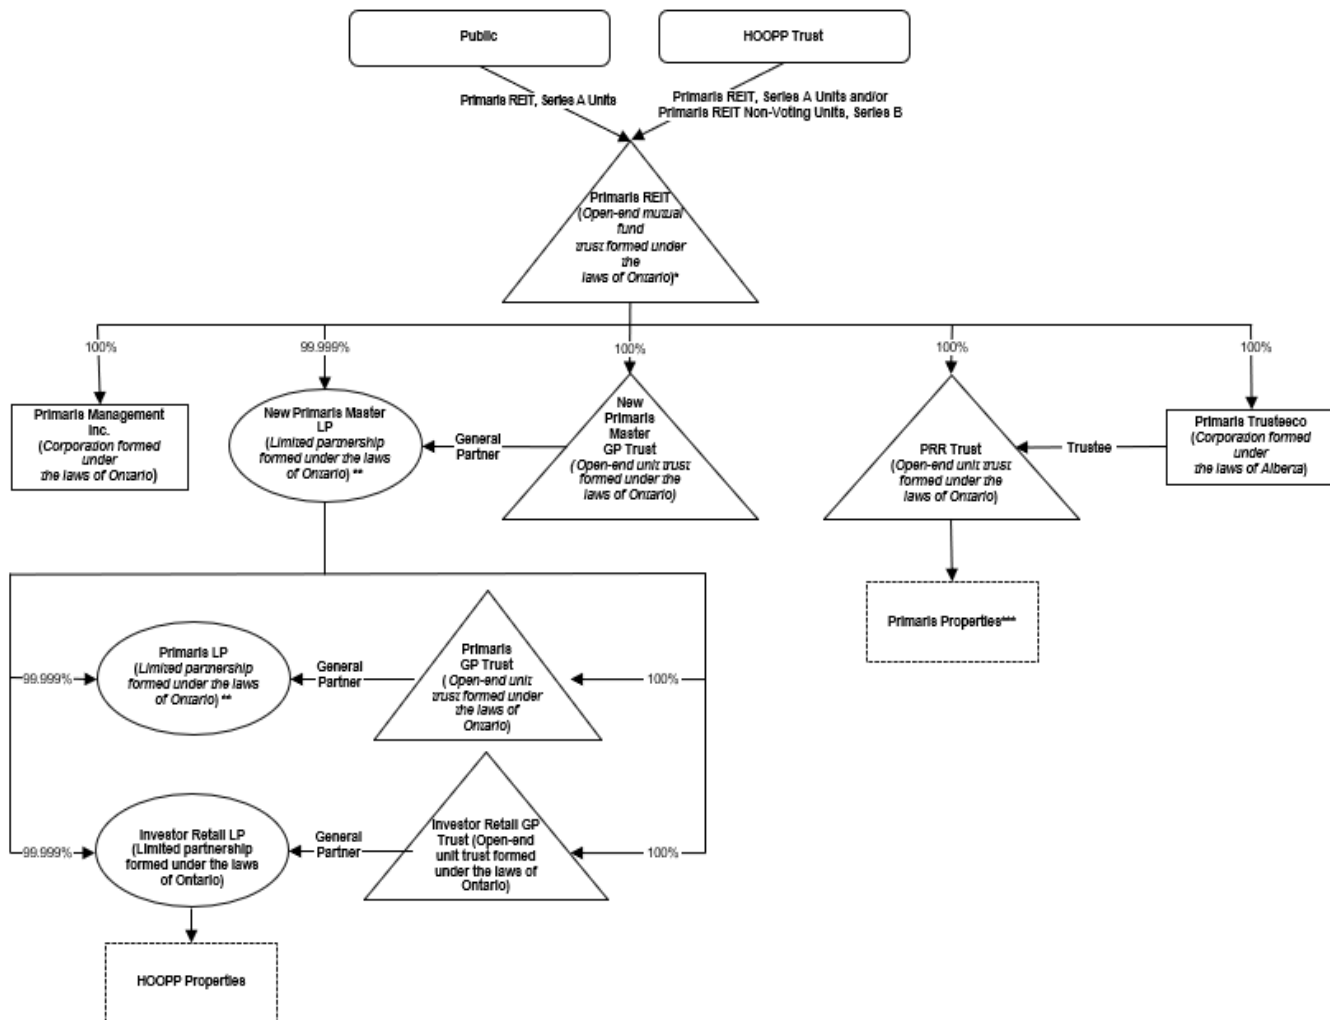 Public
HOOPP Trust
Primaris REIT, Series A Units
Primaris REIT, Series A Units and/or
Primaris REIT Non-Voting Units, Series B
Primaris REIT
(Open-end mutual
fund
trust formed under
the
laws of Ontario)*
100%
99.999%
100%
100%
100%
Primaris Management
Inc.
(Corporation formed
under
the laws of Ontario)
New Primaris Master
LP
(Limited partnership
formed under the laws
of Ontario) **
General
Partner
New
Primaris
Master
GP Trust
(Open-end unit trust
formed under the
laws of Ontario)
PRR Trust
(Open-end unit trust
formed under the
laws of Ontario)
Trustee
Primaris Trusteeco
(Corporation formed
under
the laws of Alberta)
Primaris Properties***
99.999%
Primaris LP
(Limited partnership
formed under the laws
of Ontario) **
General
Partner
Primaris
GP Trust
( Open-end unit
trust formed under
the laws of
Ontario)
100%
99.999%
Investor Retail LP
(Limited partnership
formed under the laws
of Ontario)
General
Partner
Investor Retail GP
Trust (Open-end
unit trust formed
under the laws of
Ontario)
100%
HOOPP Properties